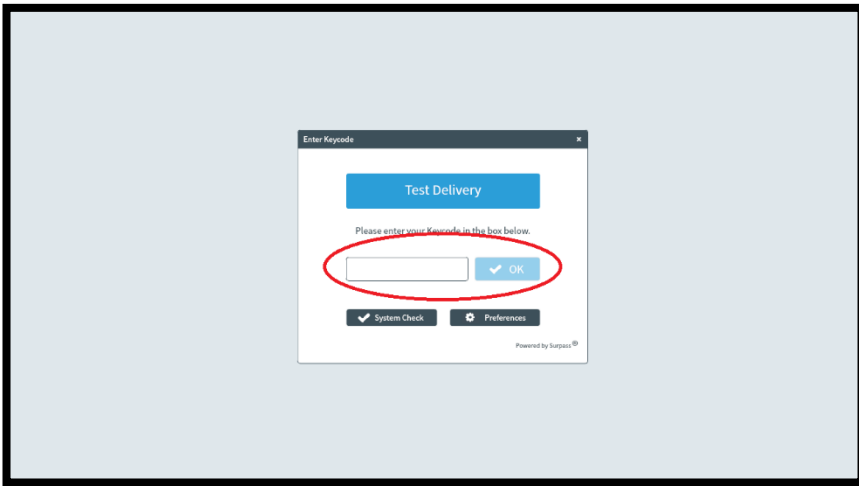 Enter Keycode x
Test Delivery
Please enter your Keycode in the box below.
OK
System Check Preferences
Powered by Surpass ®